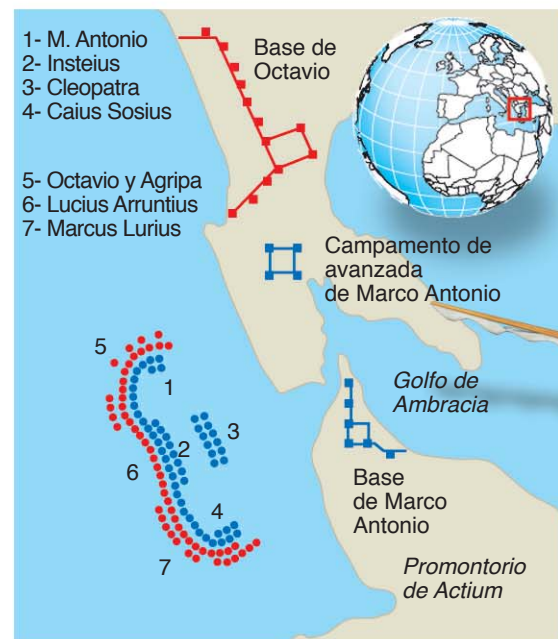 1- M. Antonio
2- Insteius
3- Cleopatra
4- Caius Sosius
5- Octavio y Agripa
6- Lucius Arruntius
7- Marcus Lurius
Base de
Octavio
Campamento de
avanzada
de Marco Antonio
5
1
3
2
6
4
7
Golfo de
Ambracia
Base
de Marco
Antonio
Promontorio
de Actium